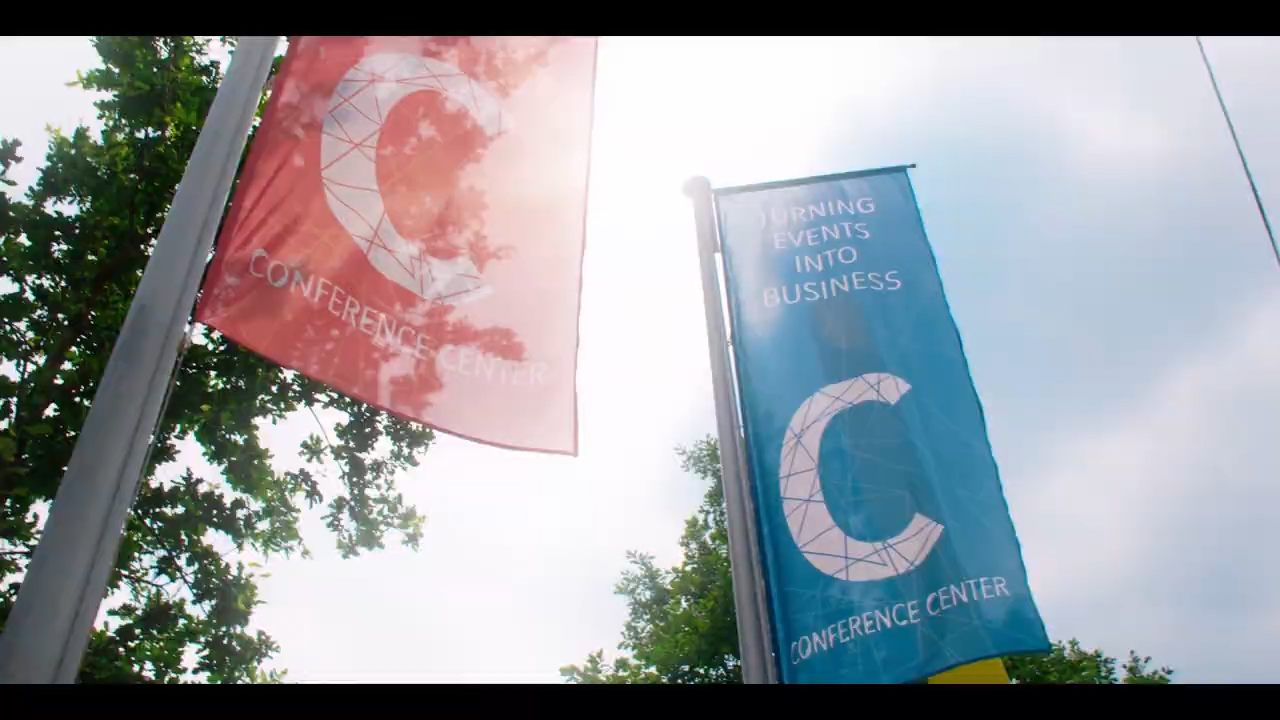 C
CONFERENCE CENTER
TURNING
EVENTS
INTO
BUSINESS
C
CONFERENCE CENTER